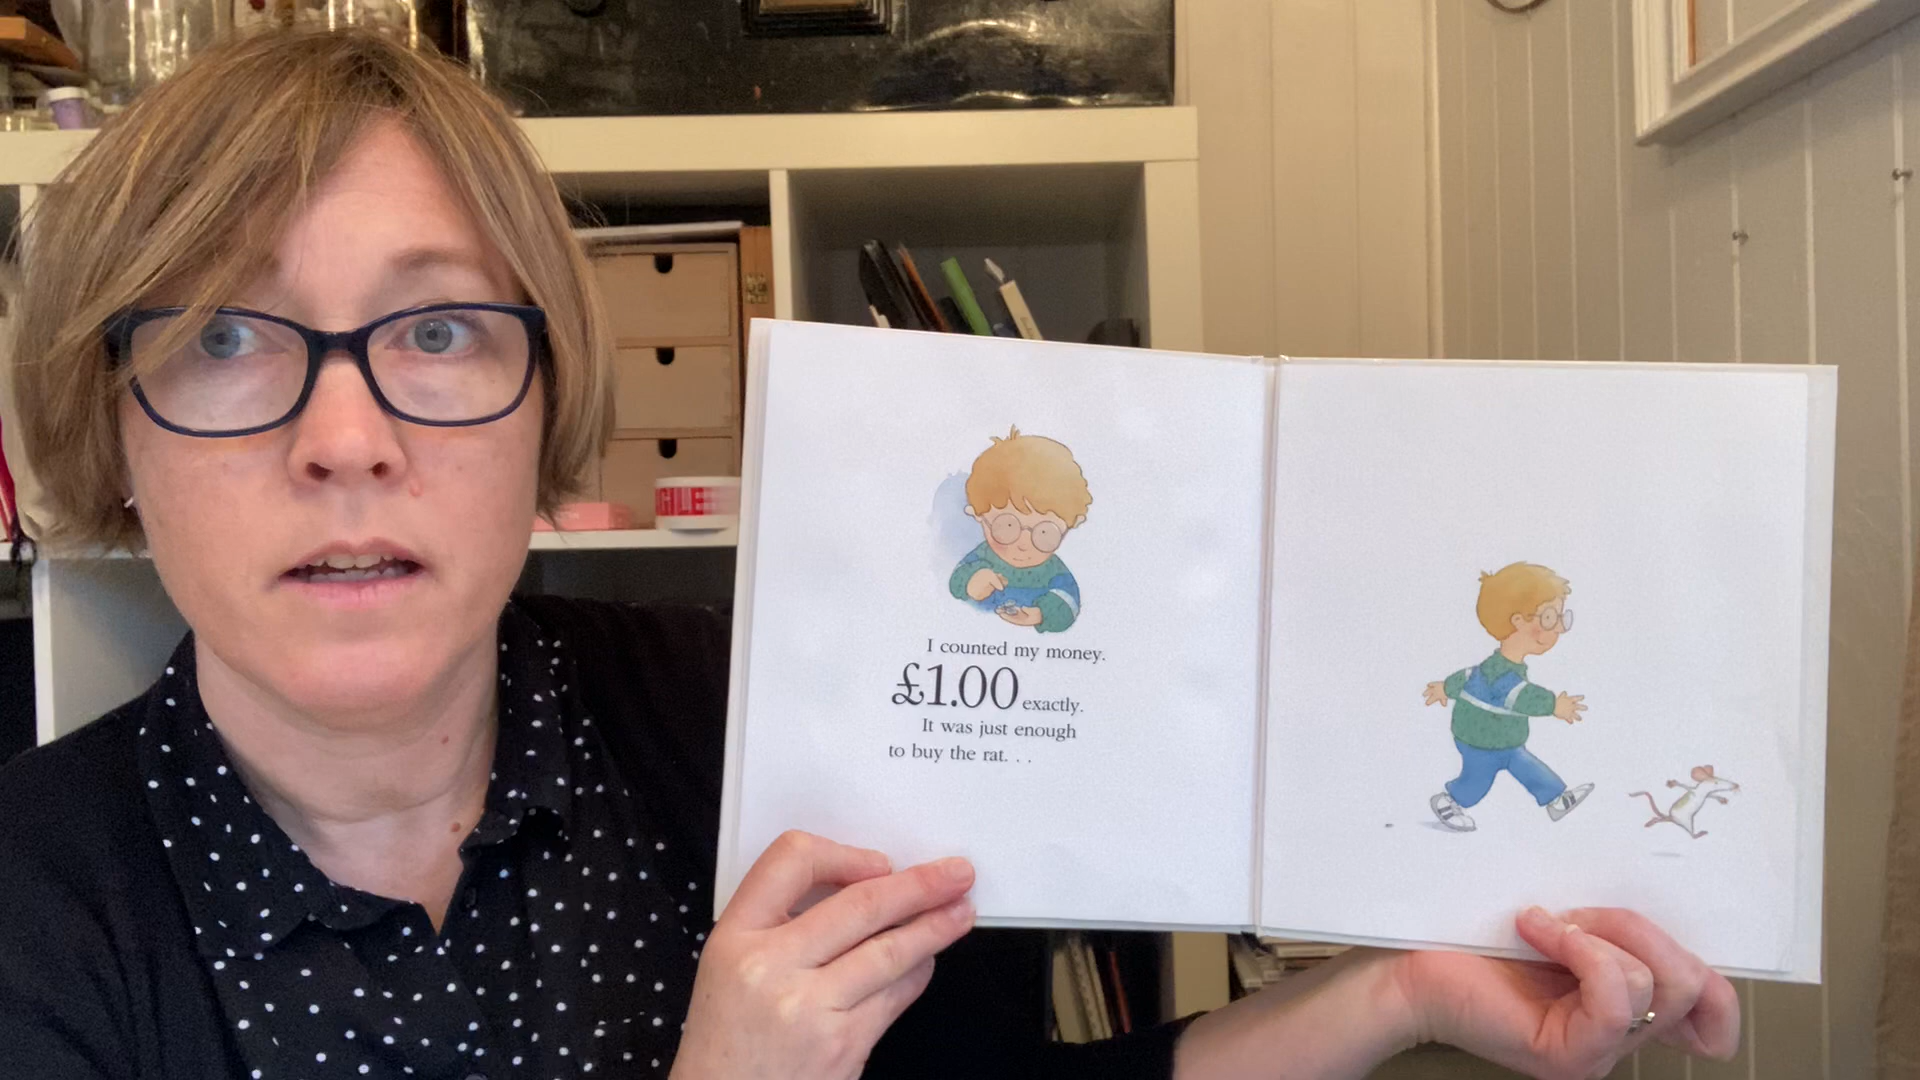 I counted my money.
£1.00 exactly.
It was just enough
to buy the rat. . .